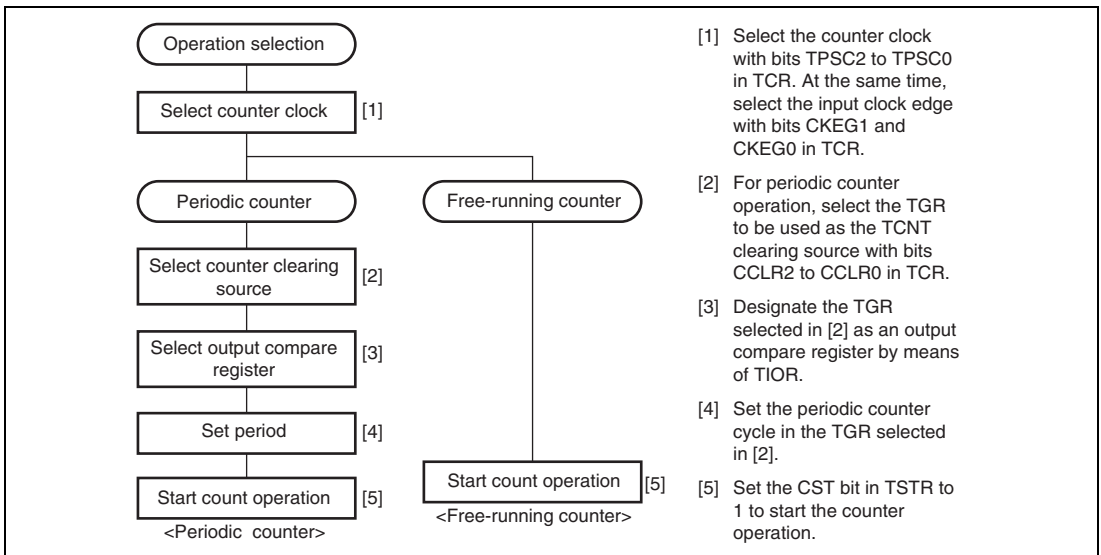 Operation selection
Select counter clock
[1]
Periodic counter
Free-running counter
Select counter clearing
source
[2]
Select output compare
register
[3]
Set period
[4]
Start count operation
[5]
<Periodic counter>
Start count operation
[5]
<Free-running counter>
[1] Select the counter clock
with bits TPSC2 to TPSC0
in TCR. At the same time,
select the input clock edge
with bits CKEG1 and
CKEG0 in TCR.
[2] For periodic counter
operation, select the TGR
to be used as the TCNT
clearing source with bits
CCLR2 to CCLR0 in TCR.
[3] Designate the TGR
selected in [2] as an output
compare register by means
of TIOR.
[4] Set the periodic counter
cycle in the TGR selected
in [2].
[5] Set the CST bit in TSTR to
1 to start the counter
operation.